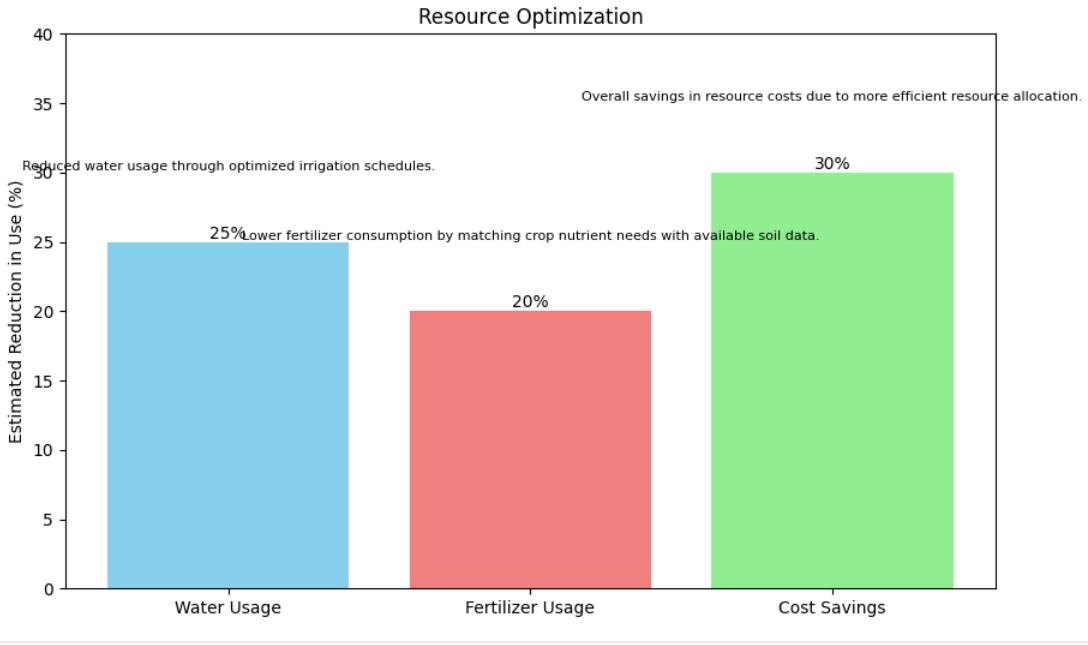 Resource Optimization
40
35
Overall savings in resource costs due to more efficient resource allocation.
Reduced water usage through optimized irrigation schedules.
30
30%
25%
Lower fertilizer consumption by matching crop nutrient needs with available soil data.
25
20%
20
15
10
5
0
Estimated Reduction in Use (%)
Water Usage
Fertilizer Usage
Cost Savings